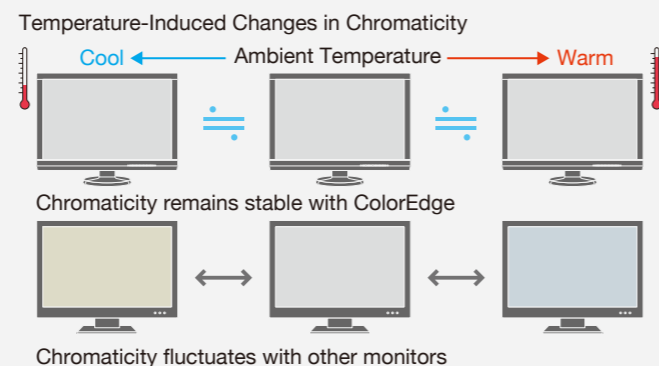 Temperature-Induced Changes in Chromaticity
Cool Ambient Temperature Warm
Chromaticity remains stable with ColorEdge
Chromaticity fluctuates with other monitors